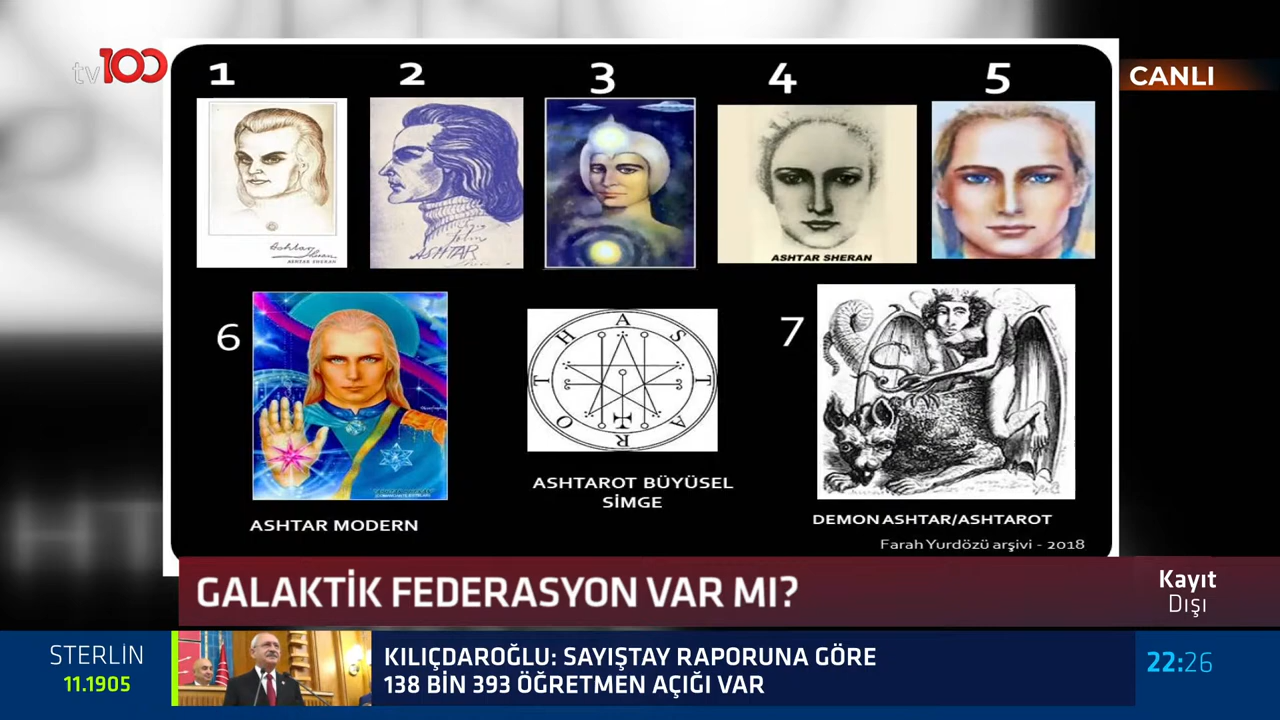 tv100
CANLI
1
2
3
4
5
ASHTAR SHERAN
ASHTAR
ASHTAR SHERAN
6
7
A S T A R O T H
ASHTAR MODERN
ASHTAROT BÜYÜSEL
SİMGE
DEMON ASHTAR/ASHTAROT
Farah Yurdözü arşivi - 2018
GALAKTİK FEDERASYON VAR MI?
Kayıt
Dışı
STERLİN
11.1905
KILIÇDAROĞLU: SAYIŞTAY RAPORUNA GÖRE
138 BİN 393 ÖĞRETMEN AÇIĞI VAR
22:26